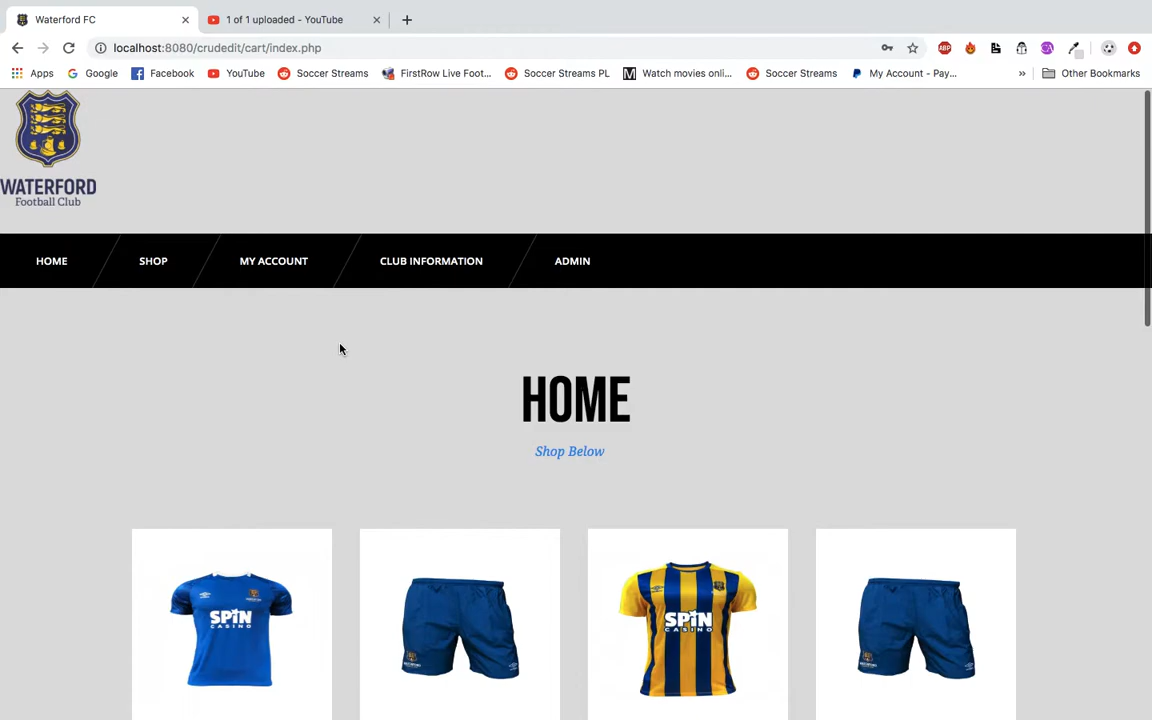 Waterford FC
1 of 1 uploaded - YouTube
localhost:8080/crudedit/cart/index.php
ABP
Apps
Google
Facebook
YouTube
Soccer Streams
FirstRow Live Foot...
Soccer Streams PL
Watch movies onli...
Soccer Streams
My Account - Pay...
»
Other Bookmarks
WATERFORD
Football Club
HOME
SHOP
MY ACCOUNT
CLUB INFORMATION
ADMIN
HOME
Shop Below
SPIN
CASINO
SPIN
CASINO